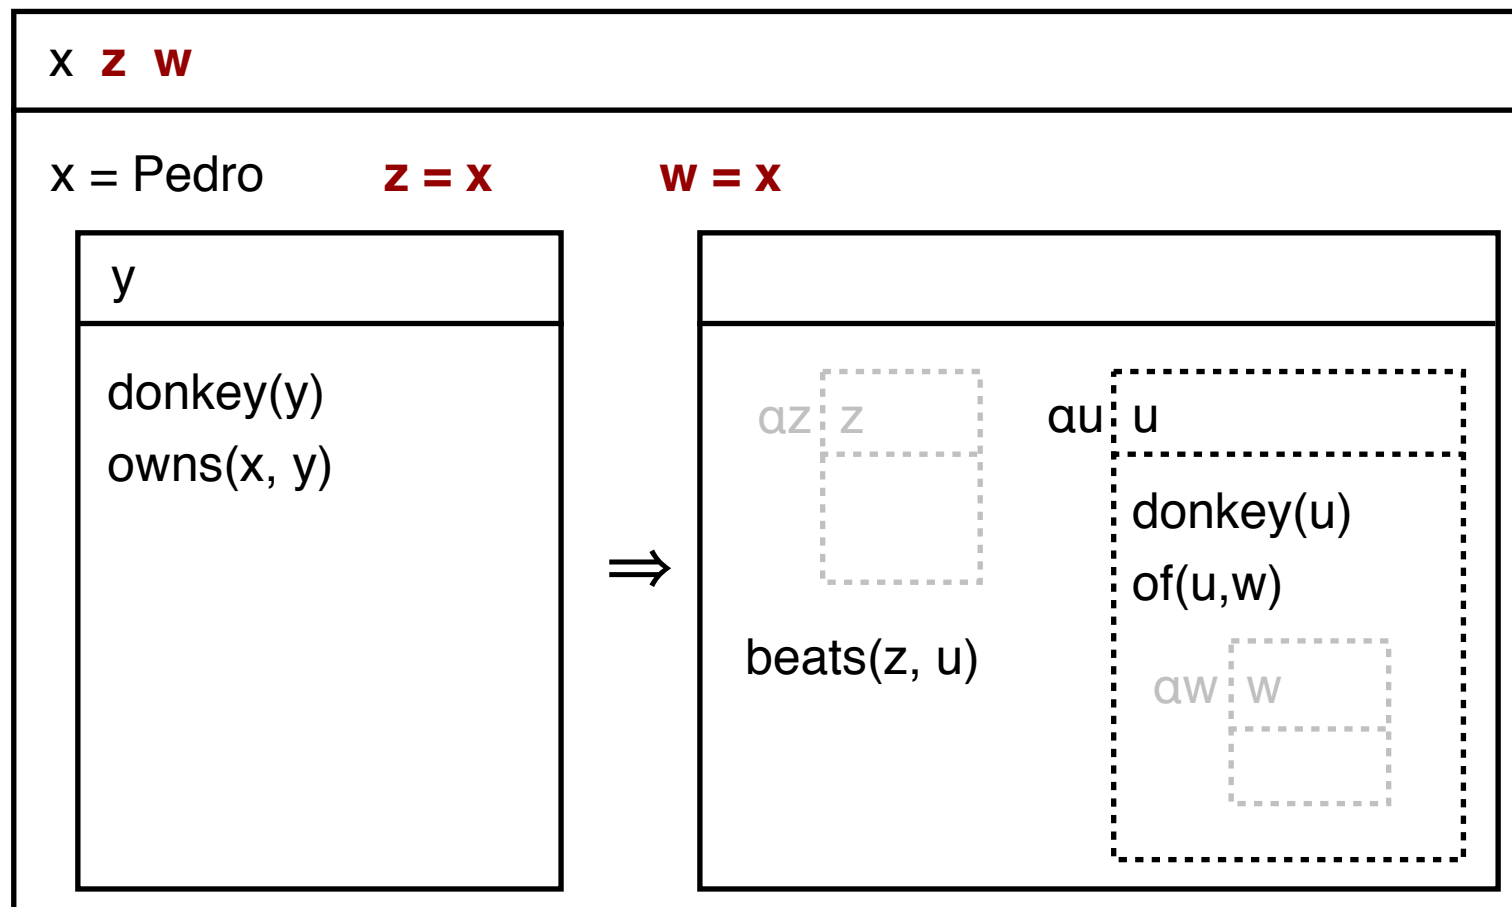 x z w
x = Pedro z = x w = x
y
donkey(y)
owns(x, y)
⇒
αz z
αu u
donkey(u)
of(u,w)
beats(z, u)
αw w